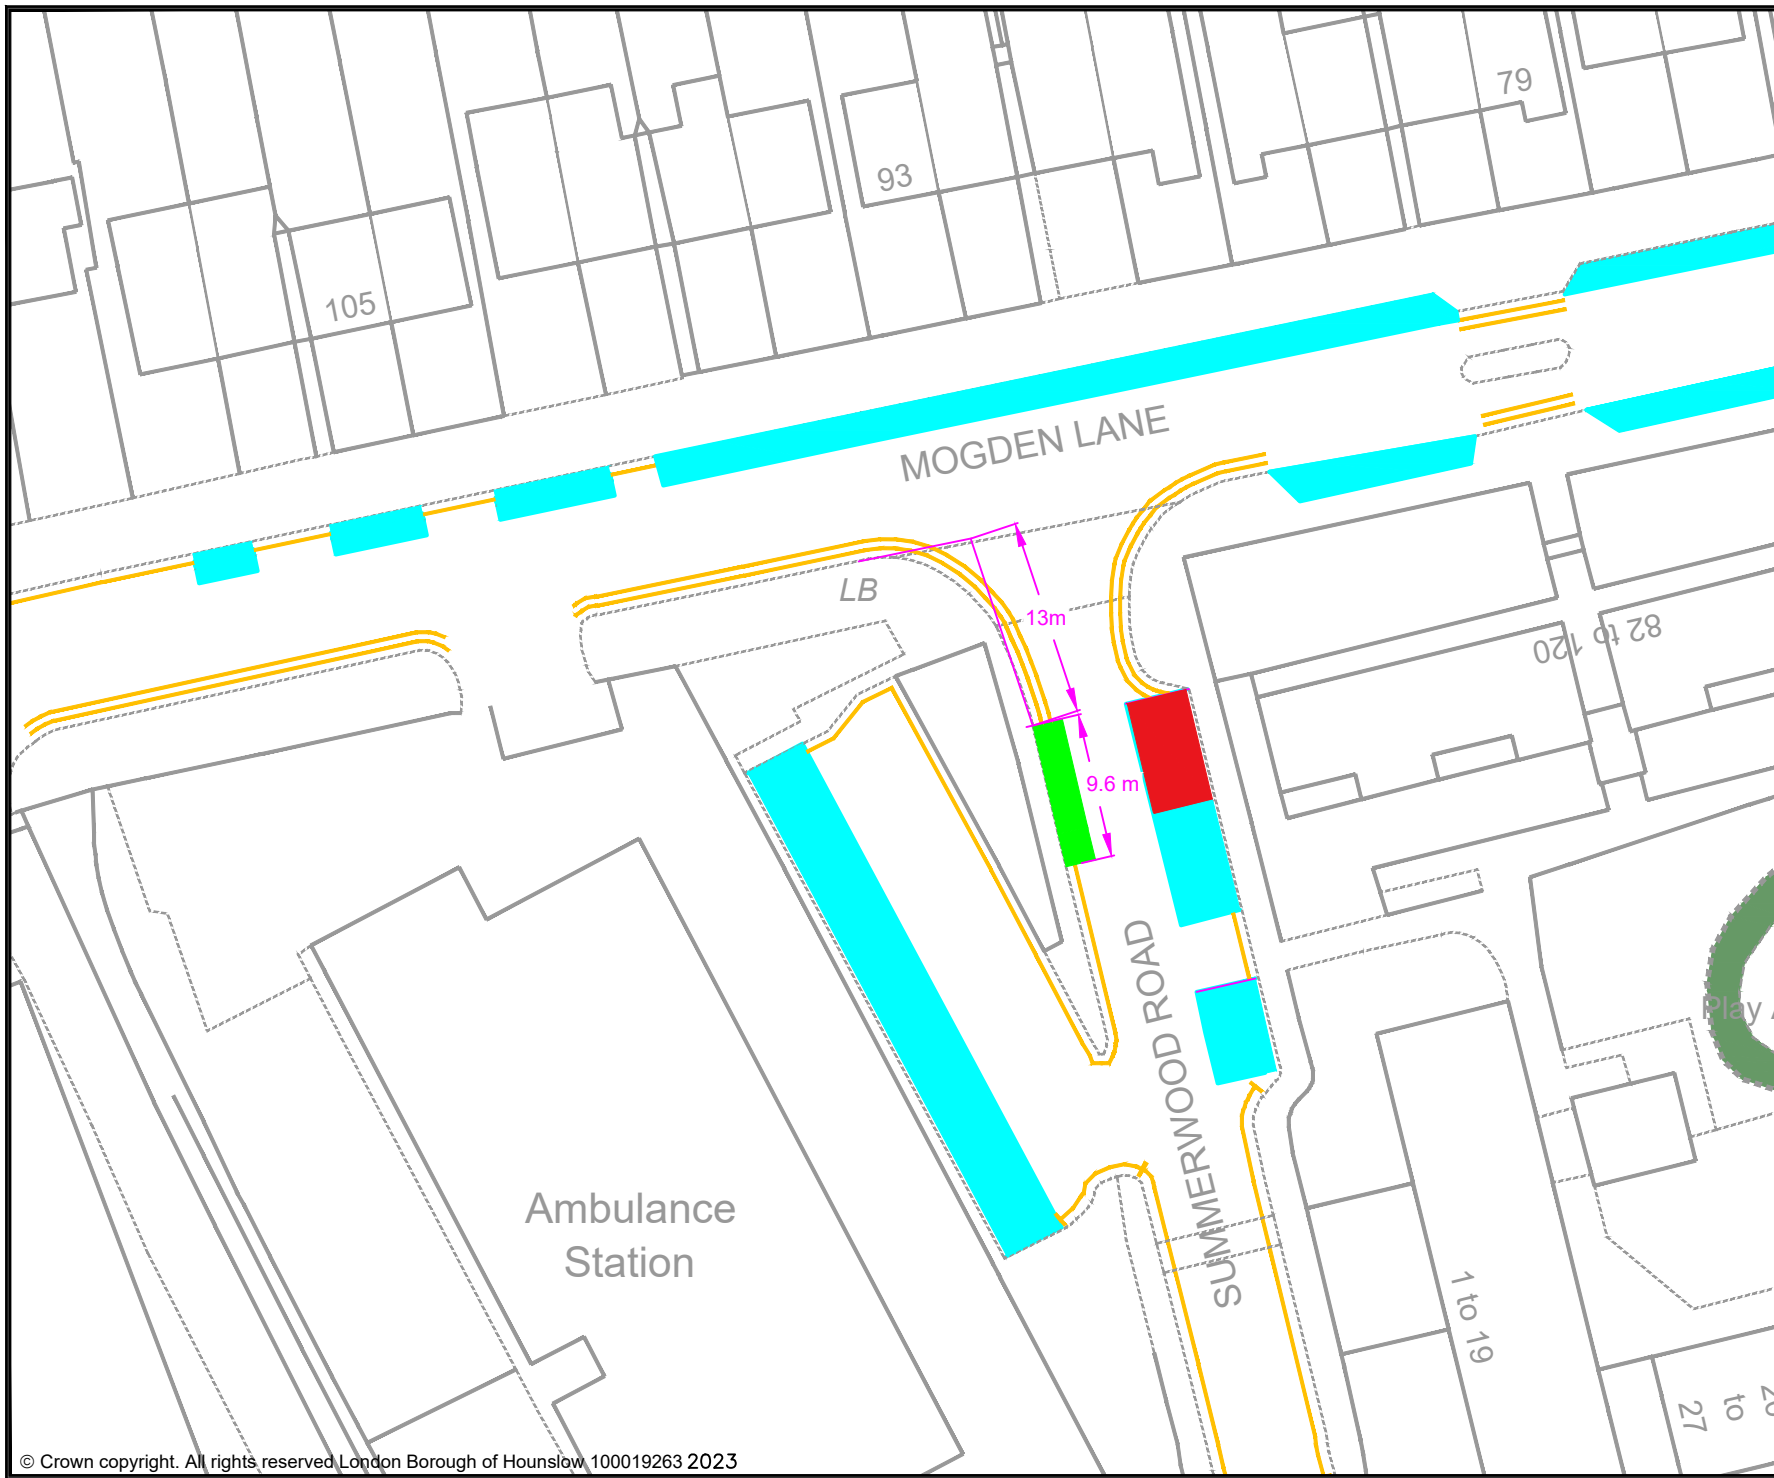 79
93
105
MOGDEN LANE
LB
13m
82 to 120
9.6 m
SUMMERWOOD ROAD
Play
Ambulance
Station
1 to 19
27
to
© Crown copyright. All rights reserved London Borough of Hounslow 100019263 2023